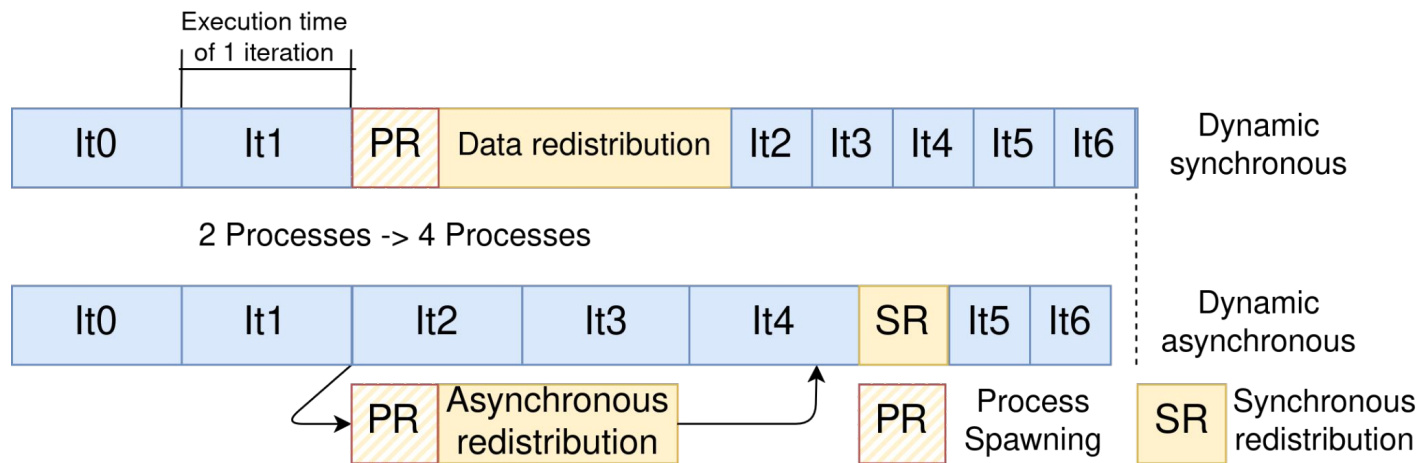 Execution time
of 1 iteration
It0 It1 PR Data redistribution It2 It3 It4 It5 It6
Dynamic
synchronous
2 Processes -> 4 Processes
It0 It1 It2 It3 It4 SR It5 It6
Dynamic
asynchronous
PR
Asynchronous
redistribution
PR
Process
Spawning
SR
Synchronous
redistribution